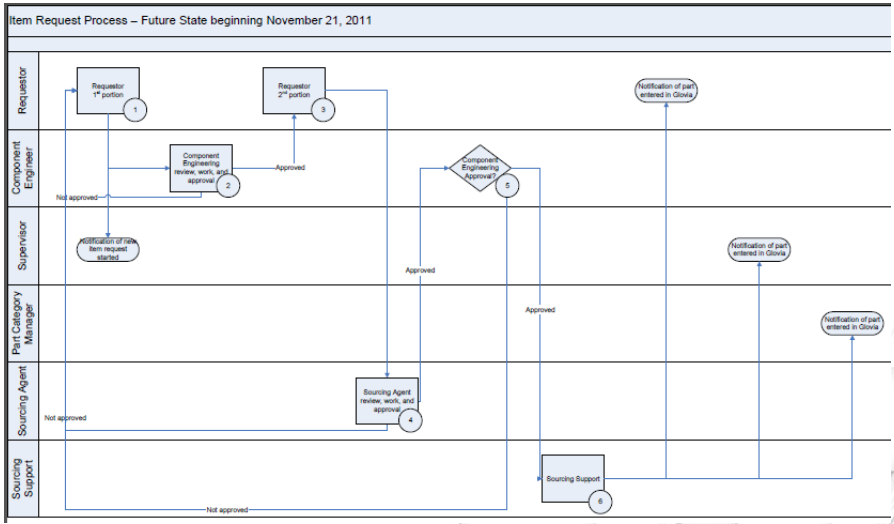 Item Request Process – Future State beginning November 21, 2011
Requestor
Requestor
1st portion
1
Requestor
2nd portion
3
Notification of part
entered in Glovia
Component
Engineer
Component
Engineering
review, work, and
approval
2
Approved
Not approved
Component
Engineering
Approval?
5
Supervisor
Notification of new
Item request
started
Approved
Notification of part
entered in Glovia
Part Category
Manager
Approved
Notification of part
entered in Glovia
Sourcing Agent
Sourcing Agent
review, work, and
approval
4
Not approved
Sourcing
Support
Sourcing Support
6
Not approved